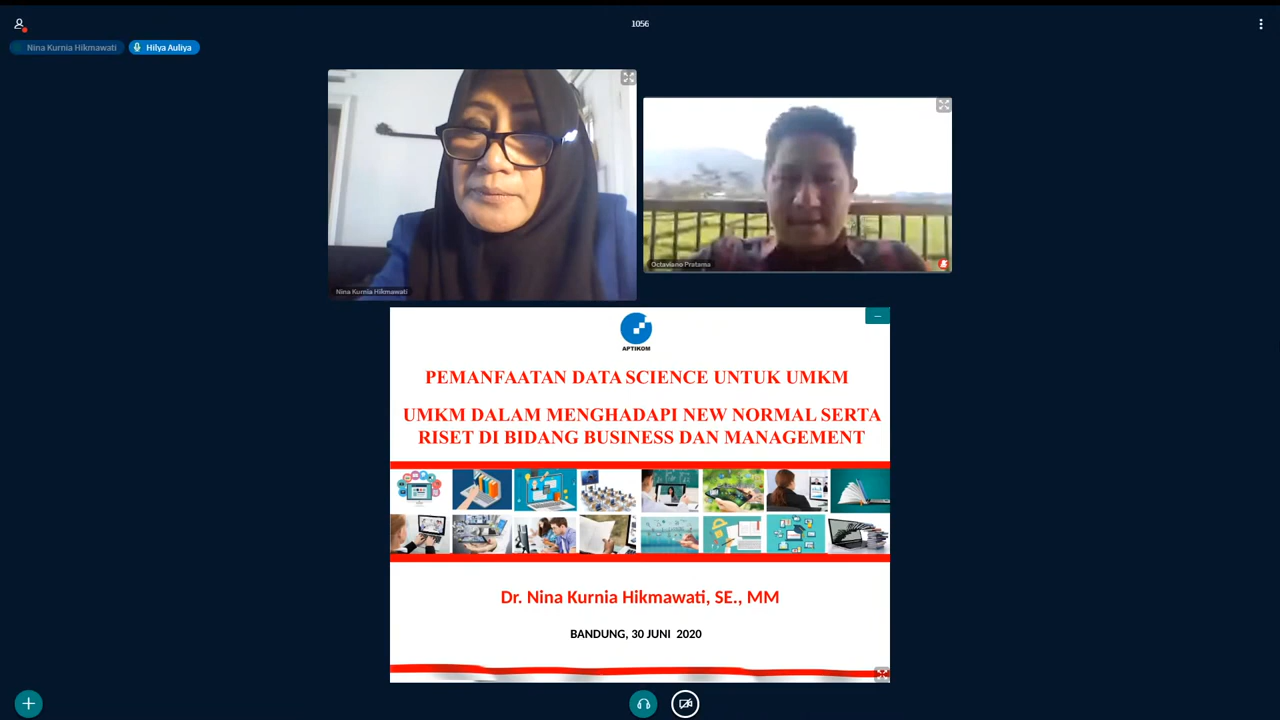 1056
Nina Kurnia Hikmawati
Hilya Auliya
Nina Kurnia Hikmawati
Octaviano Pratama
APTIKOM
PEMANFAATAN DATA SCIENCE UNTUK UMKM
UMKM DALAM MENGHADAPI NEW NORMAL SERTA
RISET DI BIDANG BUSINESS DAN MANAGEMENT
Dr. Nina Kurnia Hikmawati, SE., MM
BANDUNG, 30 JUNI 2020